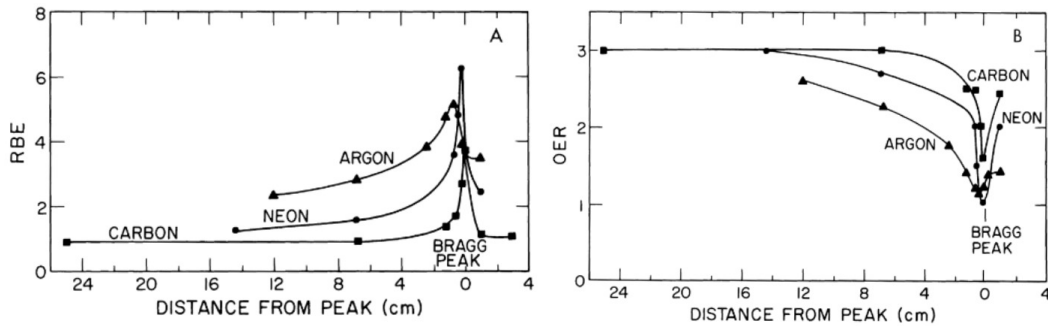 A
RBE
8
6
4
2
0
ARGON
NEON
CARBON
BRAGG
PEAK
24 20 16 12 8 4 0 4
DISTANCE FROM PEAK (cm)
B
OER
3
2
1
0
CARBON
NEON
ARGON
BRAGG
PEAK
24 20 16 12 8 4 0 4
DISTANCE FROM PEAK (cm)